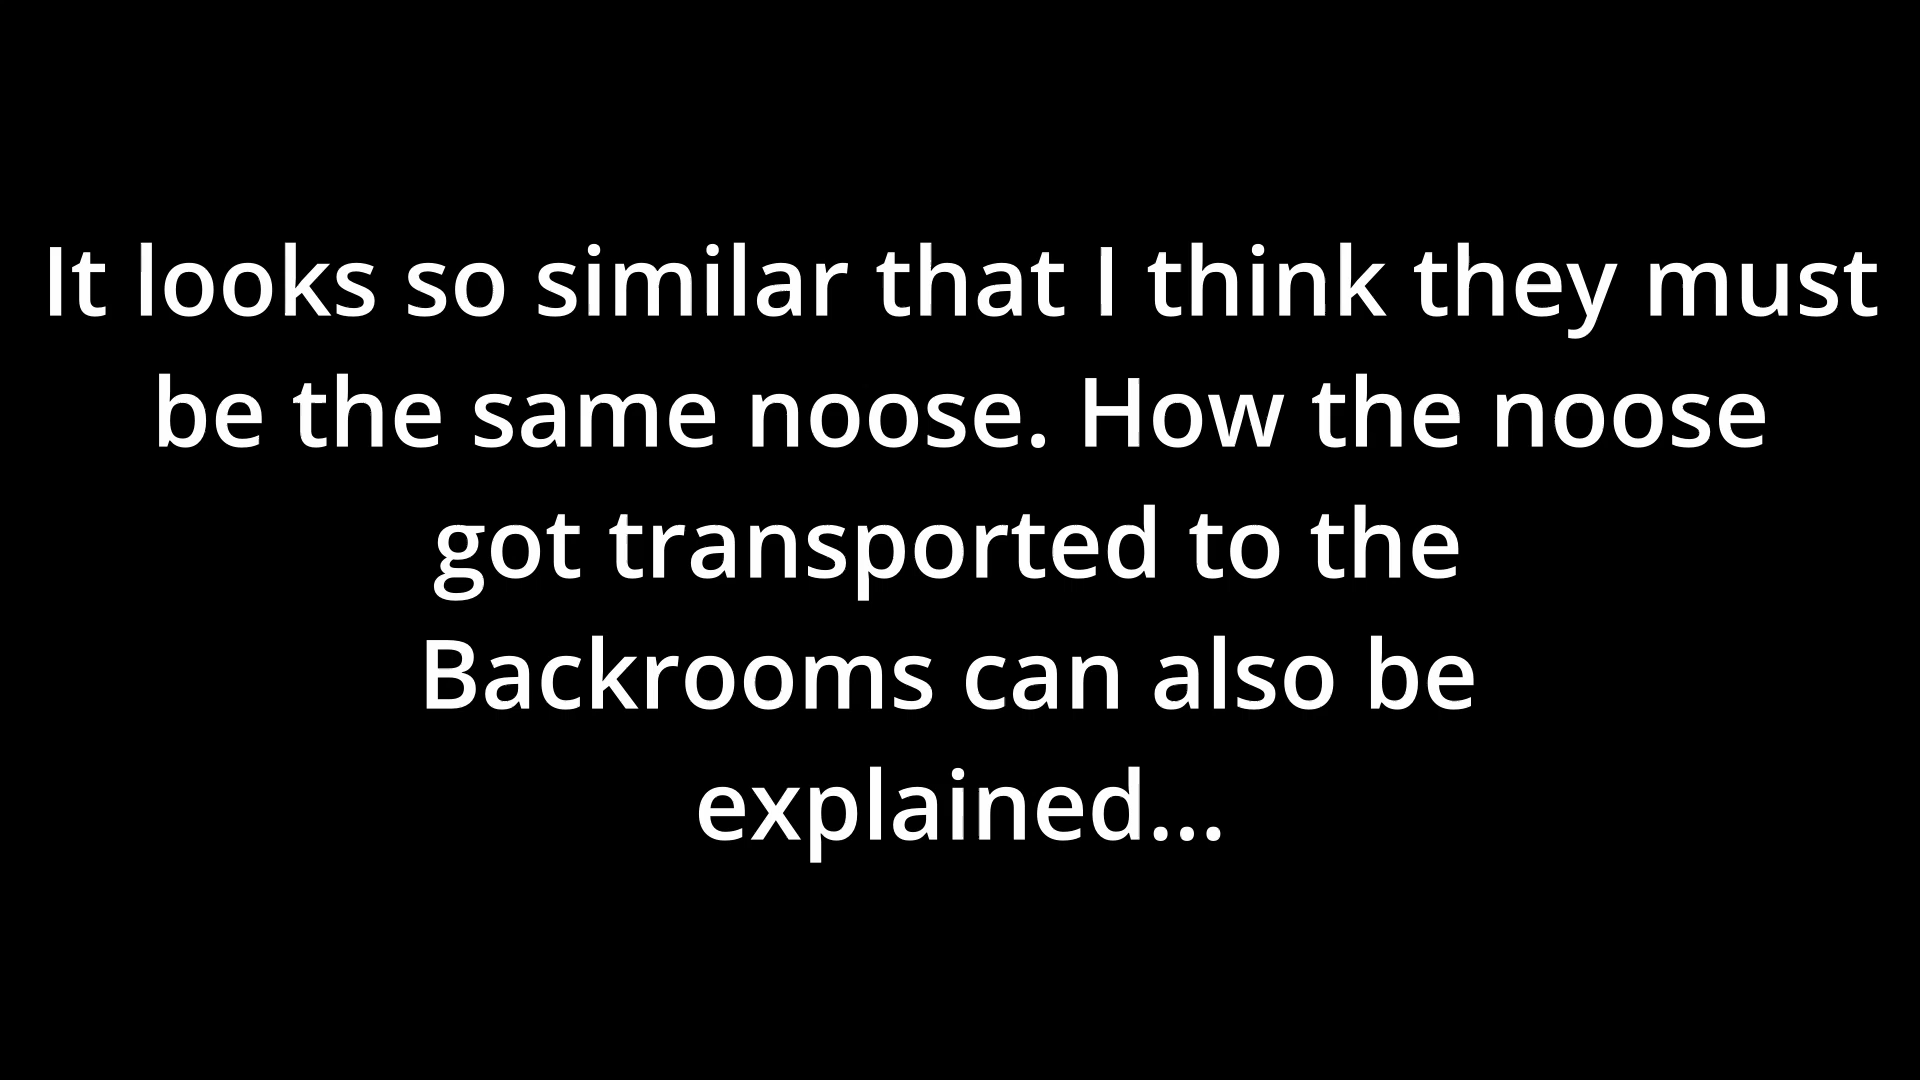 It looks so similar that I think they must
be the same noose. How the noose
got transported to the
Backrooms can also be
explained...